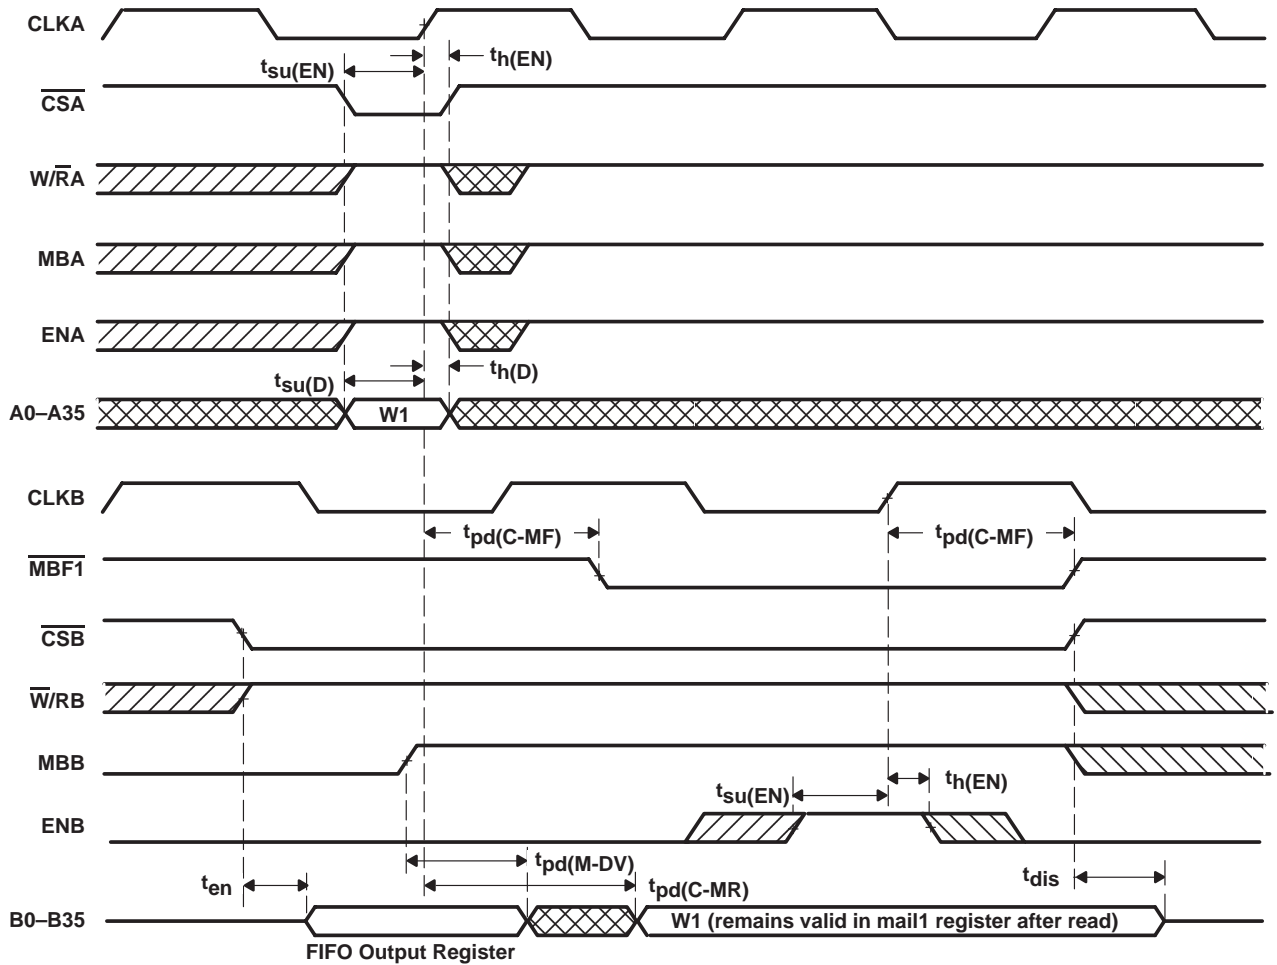 CLKA
tsu(EN)
th(EN)
CSA
W/RA
MBA
ENA
tsu(D)
th(D)
A0–A35
W1
CLKB
tpd(C-MF)
tpd(C-MF)
MBF1
CSB
W/RB
MBB
tsu(EN)
th(EN)
ENB
tpd(M-DV)
ten
tpd(C-MR)
tdis
B0–B35
W1 (remains valid in mail1 register after read)
FIFO Output Register